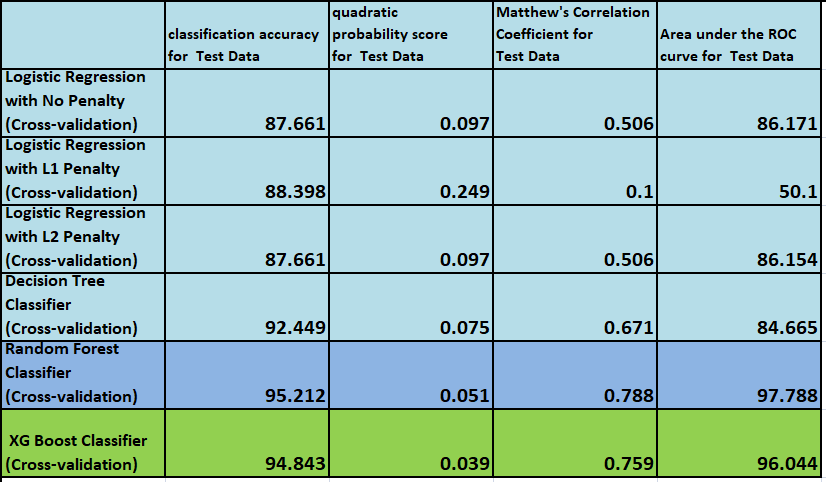 classification accuracy
for Test Data
quadratic
probability score
for Test Data
Matthew's Correlation
Coefficient for
Test Data
Area under the ROC
curve for Test Data
Logistic Regression
with No Penalty
(Cross-validation)
87.661
0.097
0.506
86.171
Logistic Regression
with L1 Penalty
(Cross-validation)
88.398
0.249
0.1
50.1
Logistic Regression
with L2 Penalty
(Cross-validation)
87.661
0.097
0.506
86.154
Decision Tree
Classifier
(Cross-validation)
92.449
0.075
0.671
84.665
Random Forest
Classifier
(Cross-validation)
95.212
0.051
0.788
97.788
XG Boost Classifier
(Cross-validation)
94.843
0.039
0.759
96.044